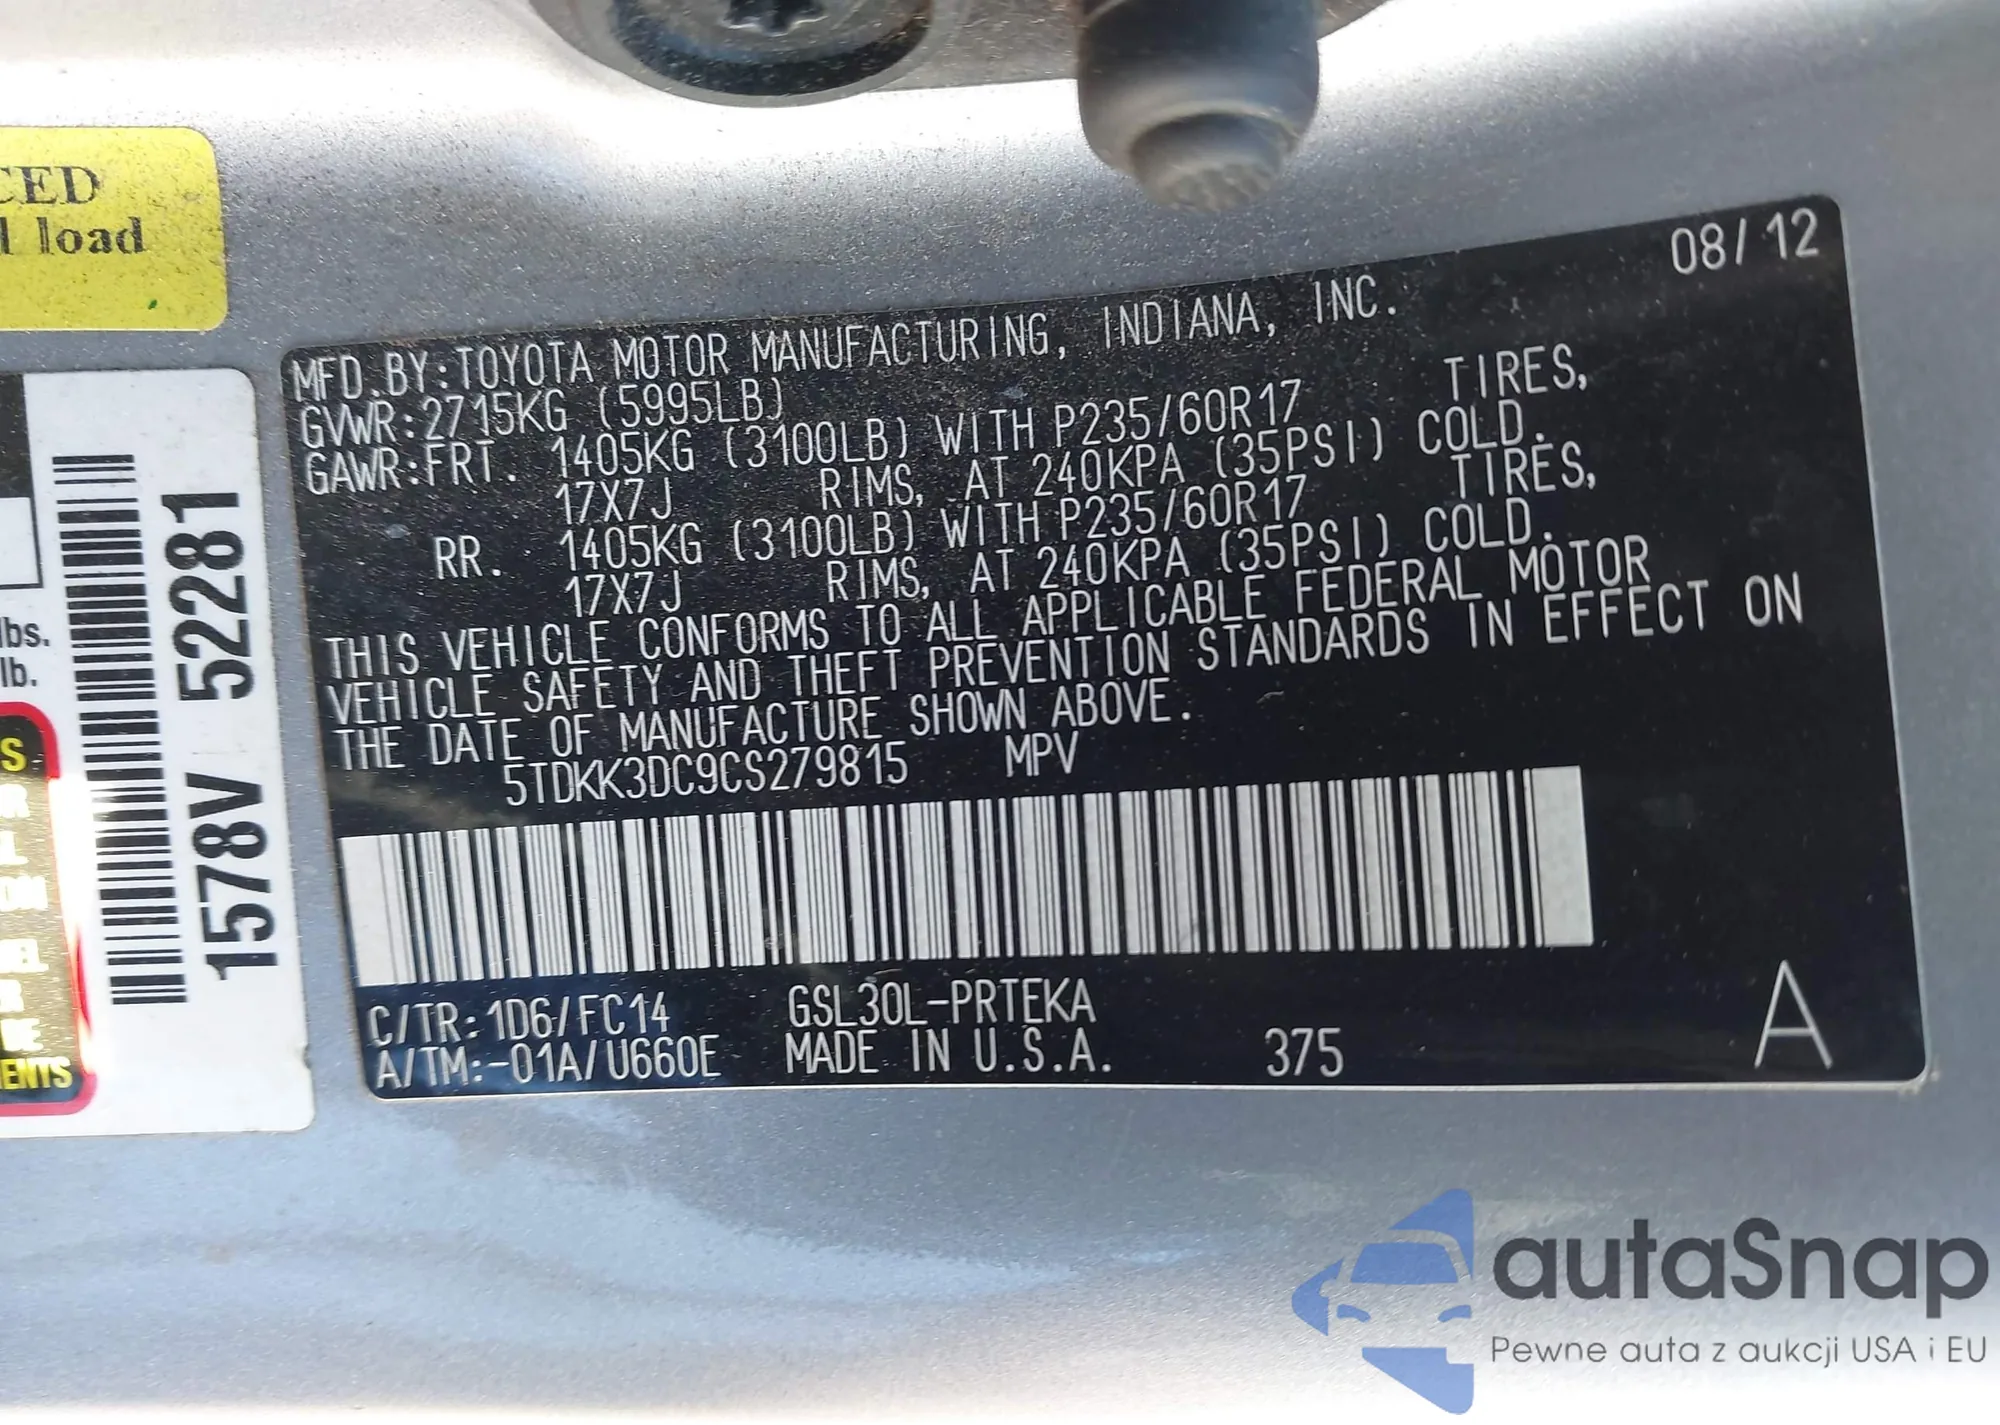 CED
l load
lbs.
lb.
S
ENTS
1578V 52281
08/12
MFD.BY:TOYOTA MOTOR MANUFACTURING, INDIANA, INC.
GVWR:2715KG (5995LB)
GAWR:FRT. 1405KG (3100LB) WITH P235/60R17 TIRES,
17X7J RIMS, AT 240KPA (35PSI) COLD.
RR. 1405KG (3100LB) WITH P235/60R17 TIRES,
17X7J RIMS, AT 240KPA (35PSI) COLD.
THIS VEHICLE CONFORMS TO ALL APPLICABLE FEDERAL MOTOR
VEHICLE SAFETY AND THEFT PREVENTION STANDARDS IN EFFECT ON
THE DATE OF MANUFACTURE SHOWN ABOVE.
5TDKK3DC9CS279815 MPV
C/TR:1D6/FC14 GSL30L-PRTEKA
A/TM:-01A/U660E MADE IN U.S.A. 375 A
autaSnap
Pewne auta z aukcji USA i EU